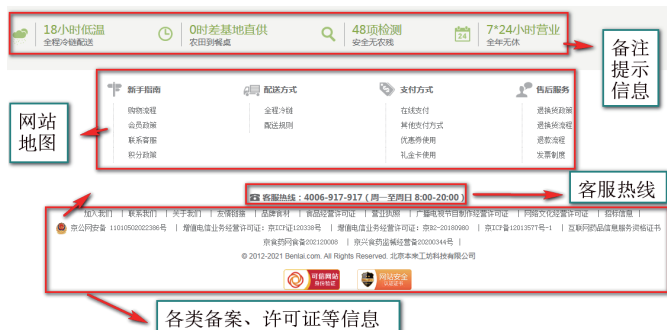 18小时低温
全程冷链配送
0时差基地直供
农田到餐桌
48项检测
安全无农残
24
7*24小时营业
全年无休
备注
提示
信息
网站
地图
新手指南
购物流程
会员政策
联系客服
积分政策
配送方式
全程冷链
配送规则
支付方式
在线支付
其他支付方式
优惠券使用
礼金卡使用
售后服务
退换货政策
退换货流程
退款流程
发票制度
客服热线：4006-917-917（周一至周日 8:00-20:00）
客服热线
加入我们 | 联系我们 | 关于我们 | 友情链接 | 品牌食材 | 食品经营许可证 | 营业执照 | 广播电视节目制作经营许可证 | 网络文化经营许可证 | 招标信息 |
京公网安备 11010502022386号 | 增值电信业务经营许可证：京ICP证120338号 | 增值电信业务经营许可证：京B2-20180980 | 京ICP备12013577号-1 | 互联网药品信息服务资格证书
京食药网食备202120008 | 京兴食药监械经营备20200344号 |
© 2012-2021 Benlai.com. All Rights Reserved. 北京本来工坊科技有限公司
可信网站
身份验证
网站安全
认证证书
各类备案、许可证等信息